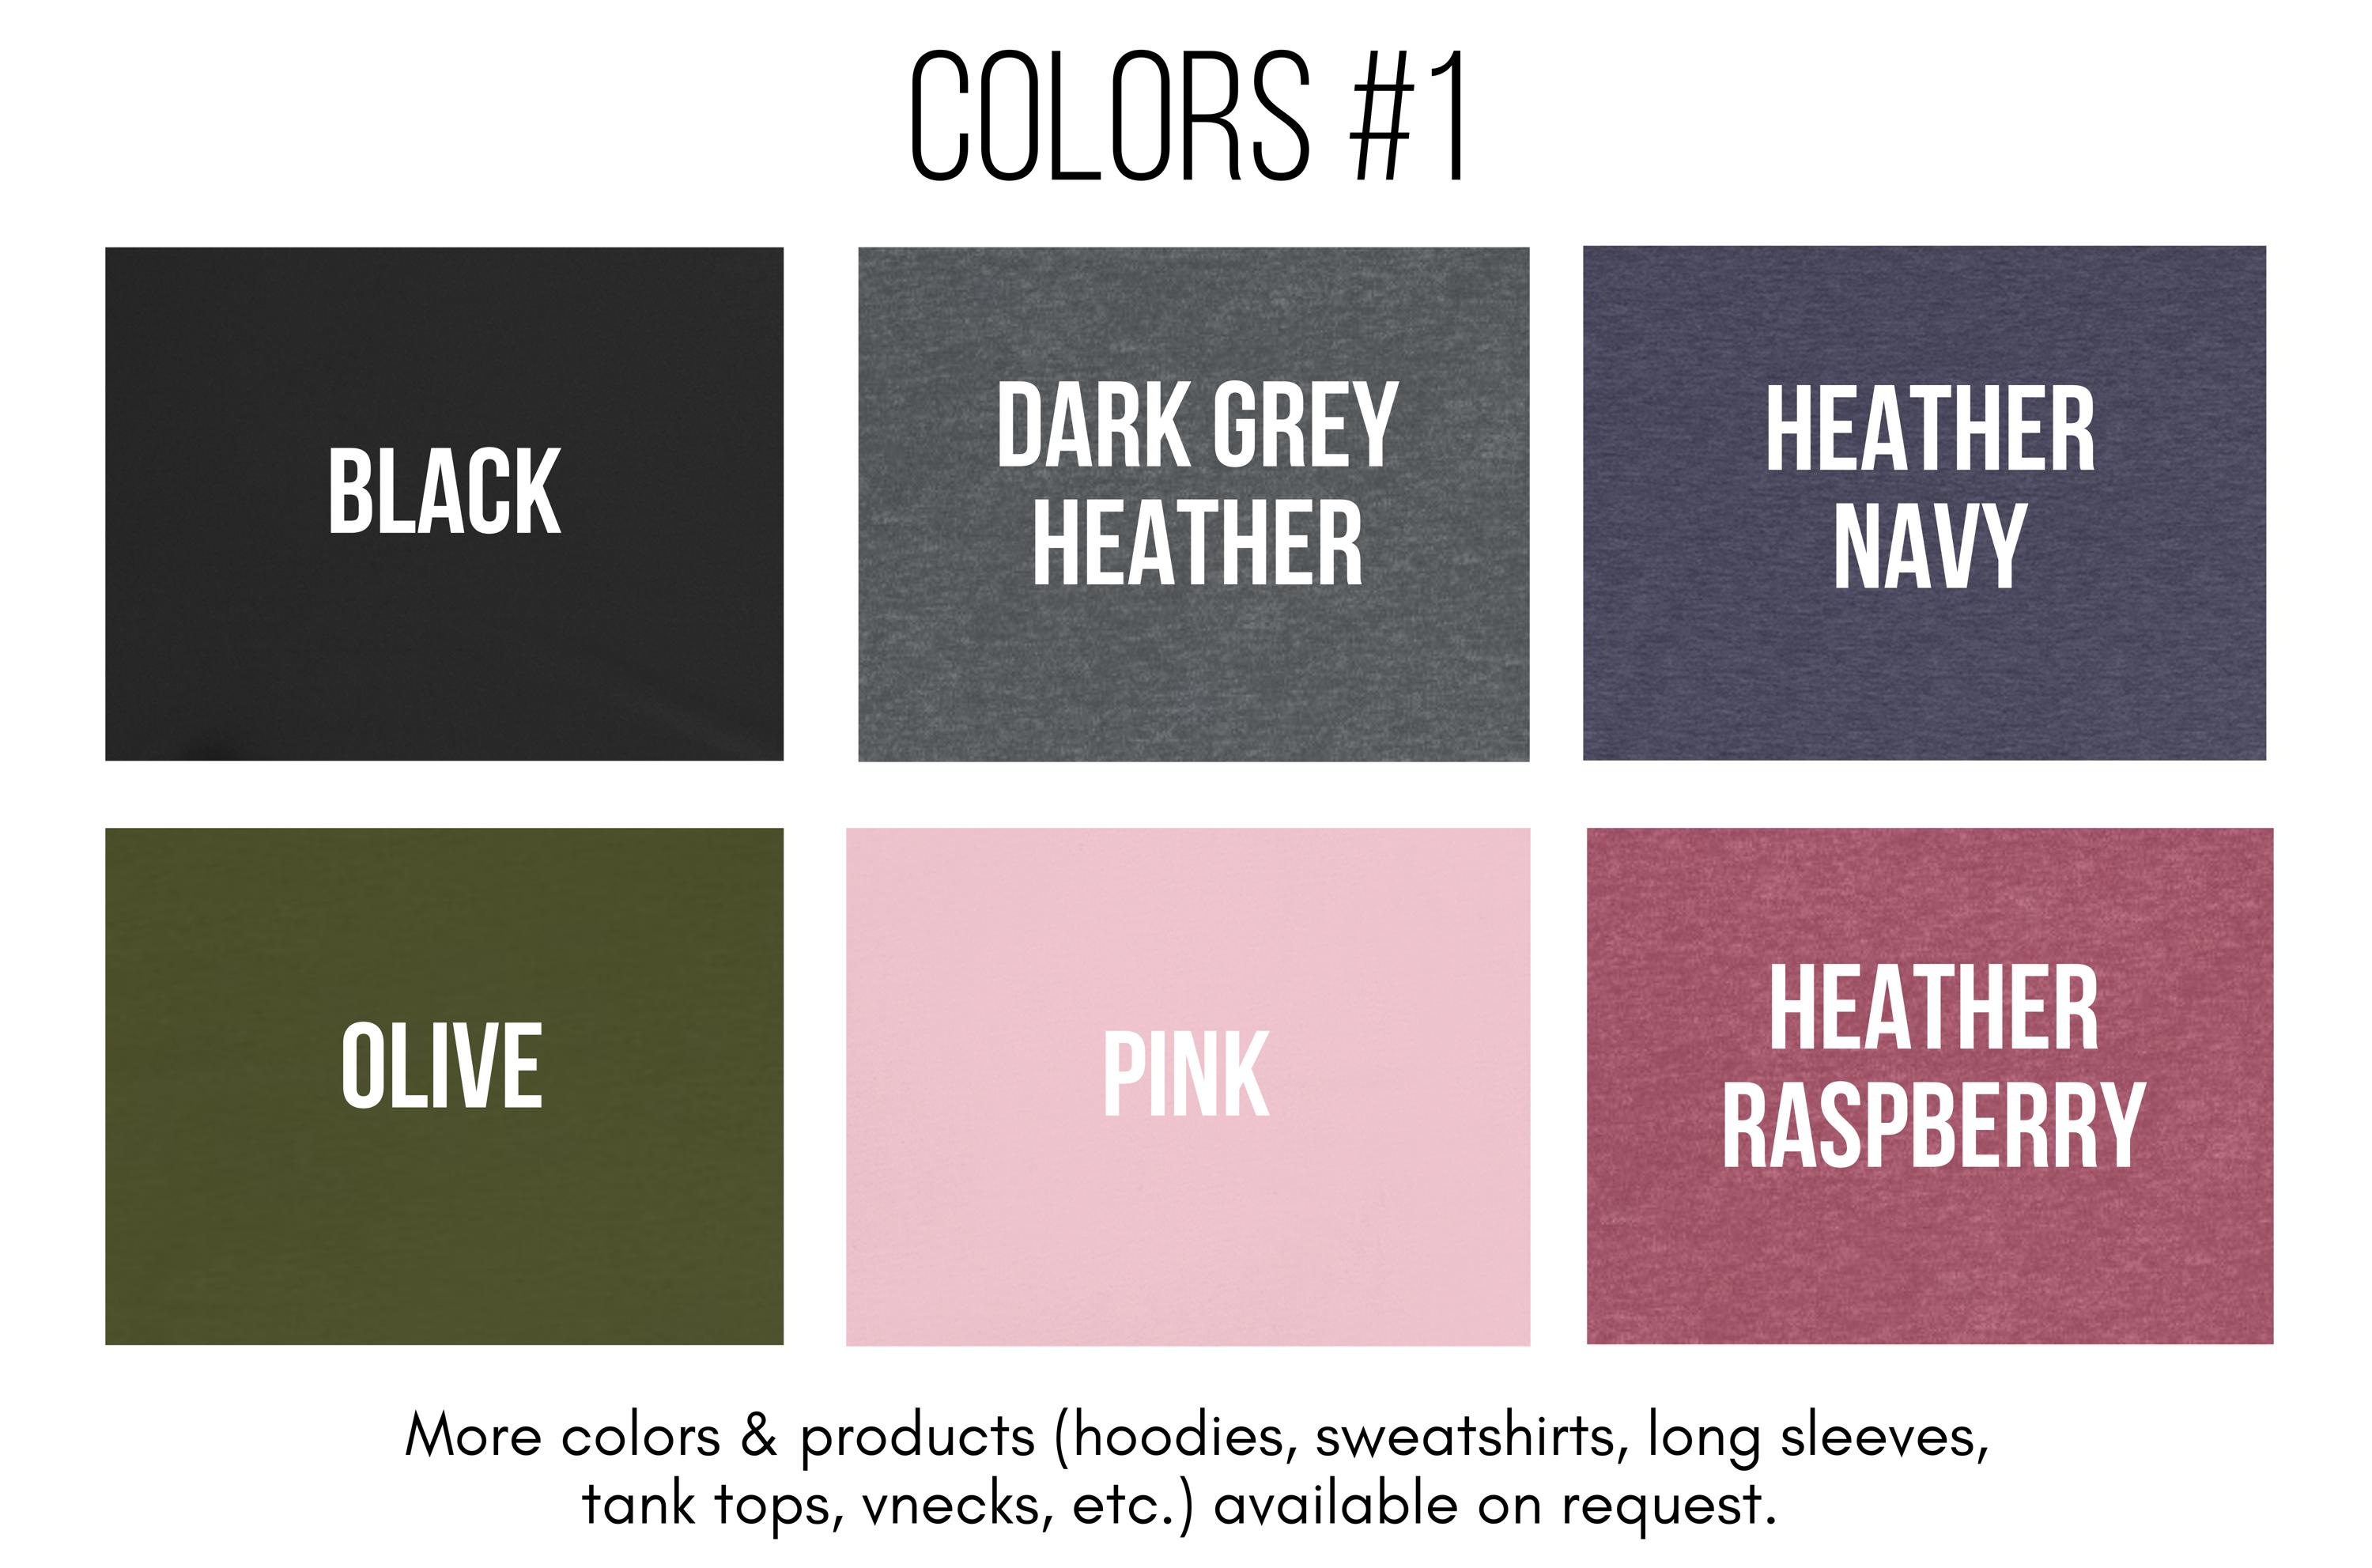 COLORS #1
BLACK
DARK GREY
HEATHER
HEATHER
NAVY
OLIVE
PINK
HEATHER
RASPBERRY
More colors & products (hoodies, sweatshirts, long sleeves,
tank tops, vnecks, etc.) available on request.